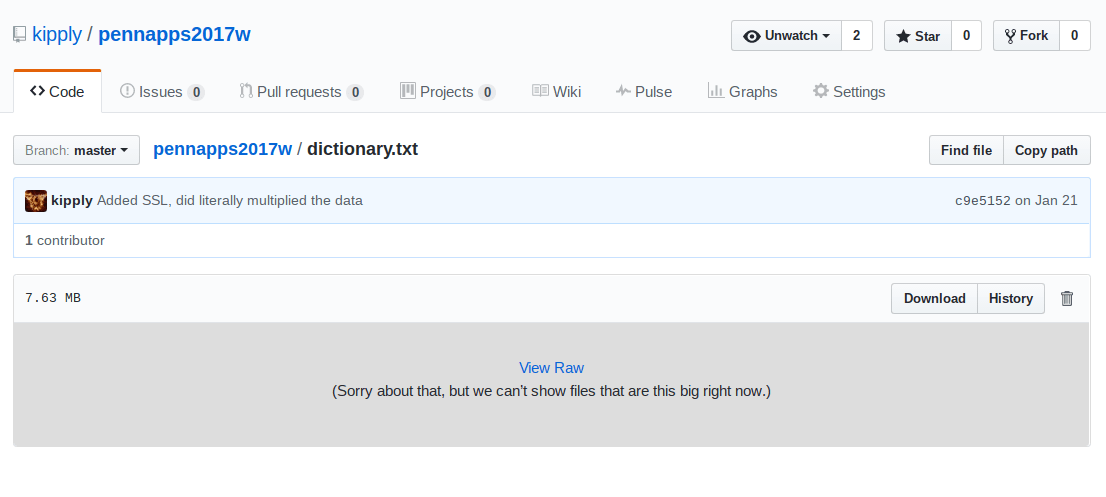 kipply / pennapps2017w
Unwatch 2 Star 0 Fork 0
Code Issues 0 Pull requests 0 Projects 0 Wiki Pulse Graphs Settings
Branch: master pennapps2017w / dictionary.txt Find file Copy path
kipply Added SSL, did literally multiplied the data c9e5152 on Jan 21
1 contributor
7.63 MB Download History
View Raw
(Sorry about that, but we can't show files that are this big right now.)